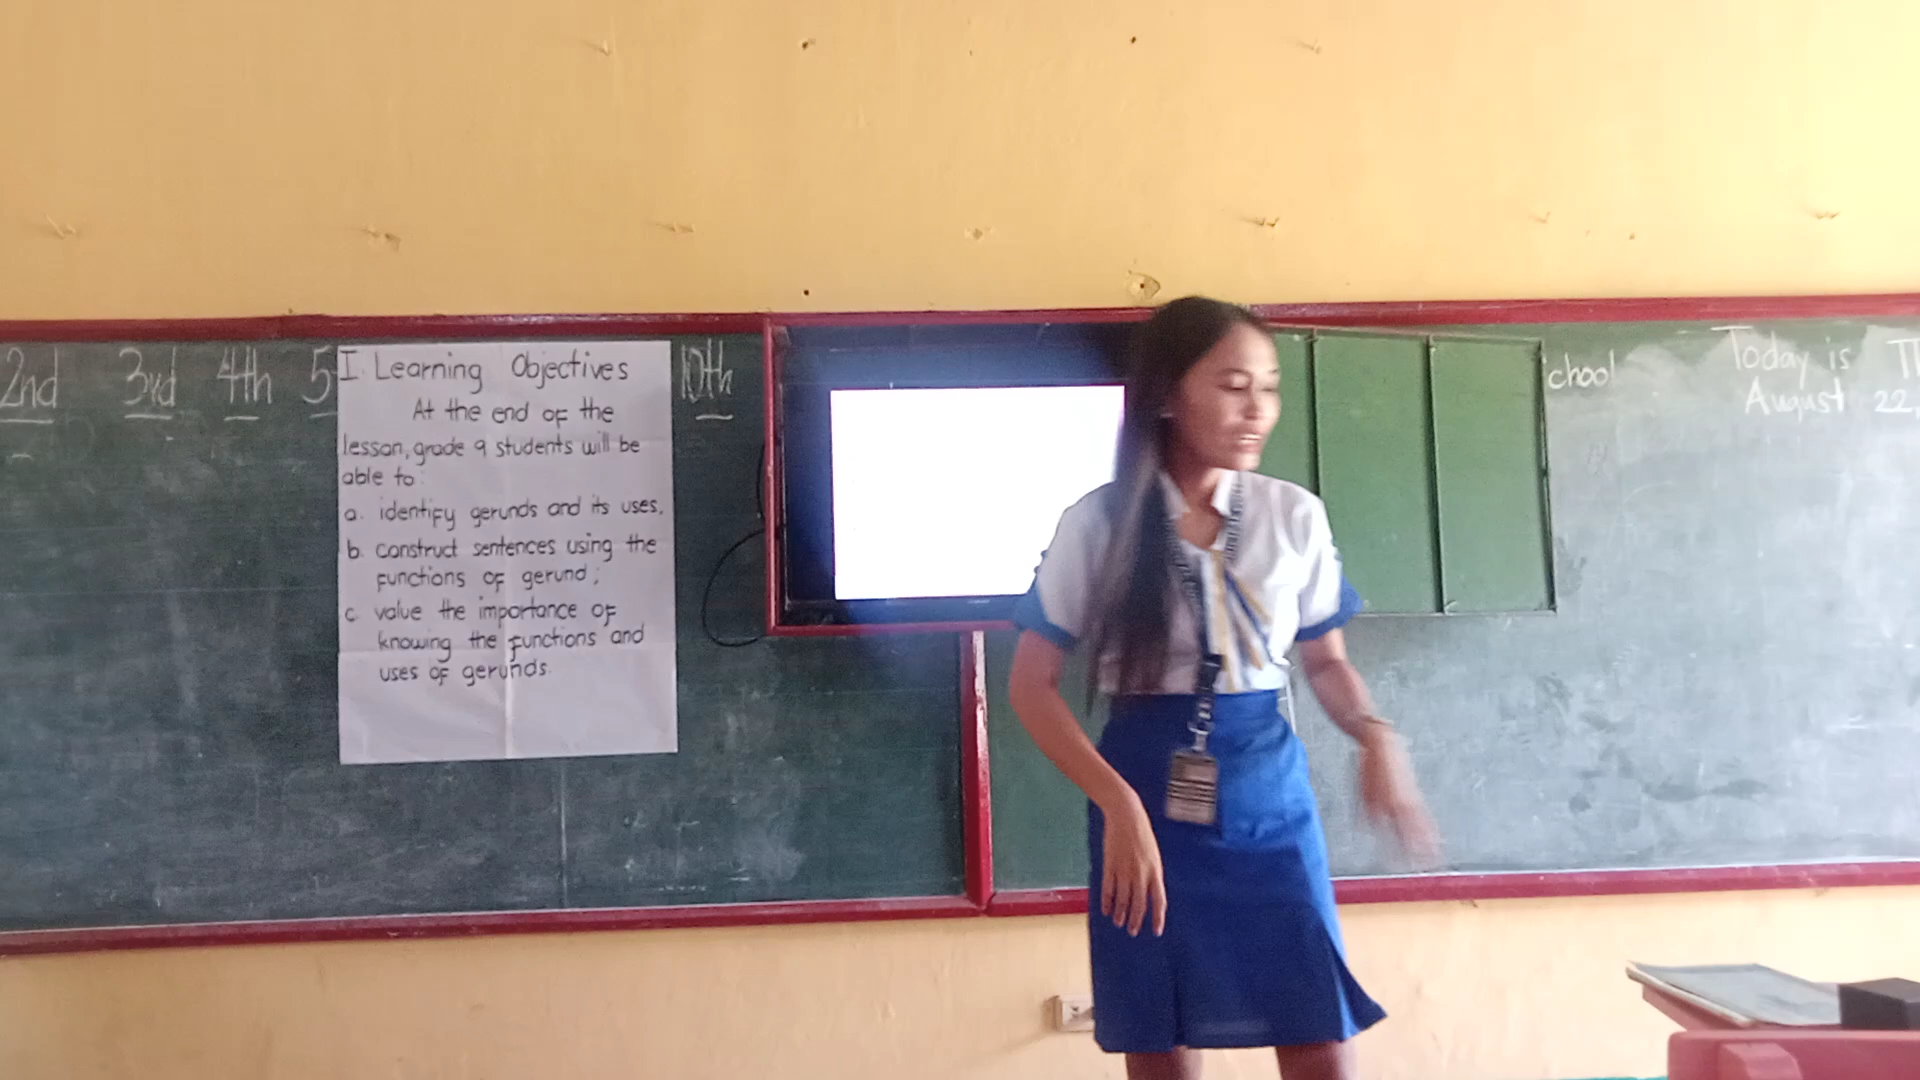 2nd 3rd 4th 5 10th
I. Learning Objectives
At the end of the
lesson, grade 9 students will be
able to:
a. identify gerunds and its uses.
b. construct sentences using the
functions of gerund;
c. value the importance of
knowing the functions and
uses of gerunds.
chool
Today is
August 22,